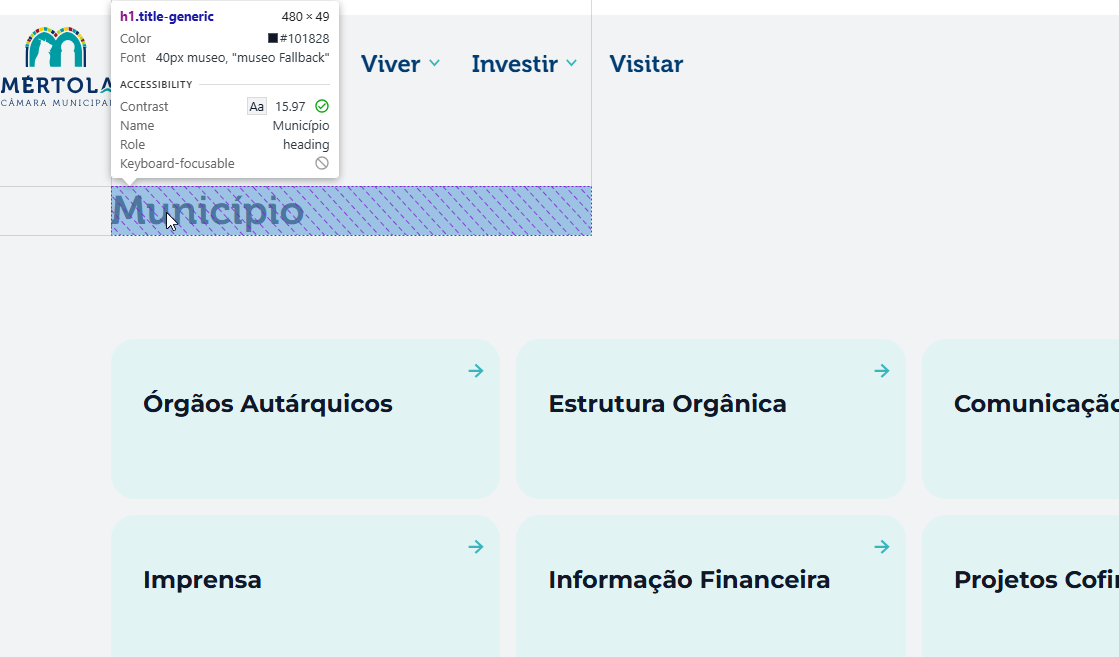 h1.title-generic 480 × 49
Color #101828
Font 40px museo, "museo Fallback"
ACCESSIBILITY
Contrast Aa 15.97
Name Município
Role heading
Keyboard-focusable
MÉRTOLA
CÂMARA MUNICIPAL
Viver
Investir
Visitar
Município
Órgãos Autárquicos
Estrutura Orgânica
Comunicação
Imprensa
Informação Financeira
Projetos Cofi